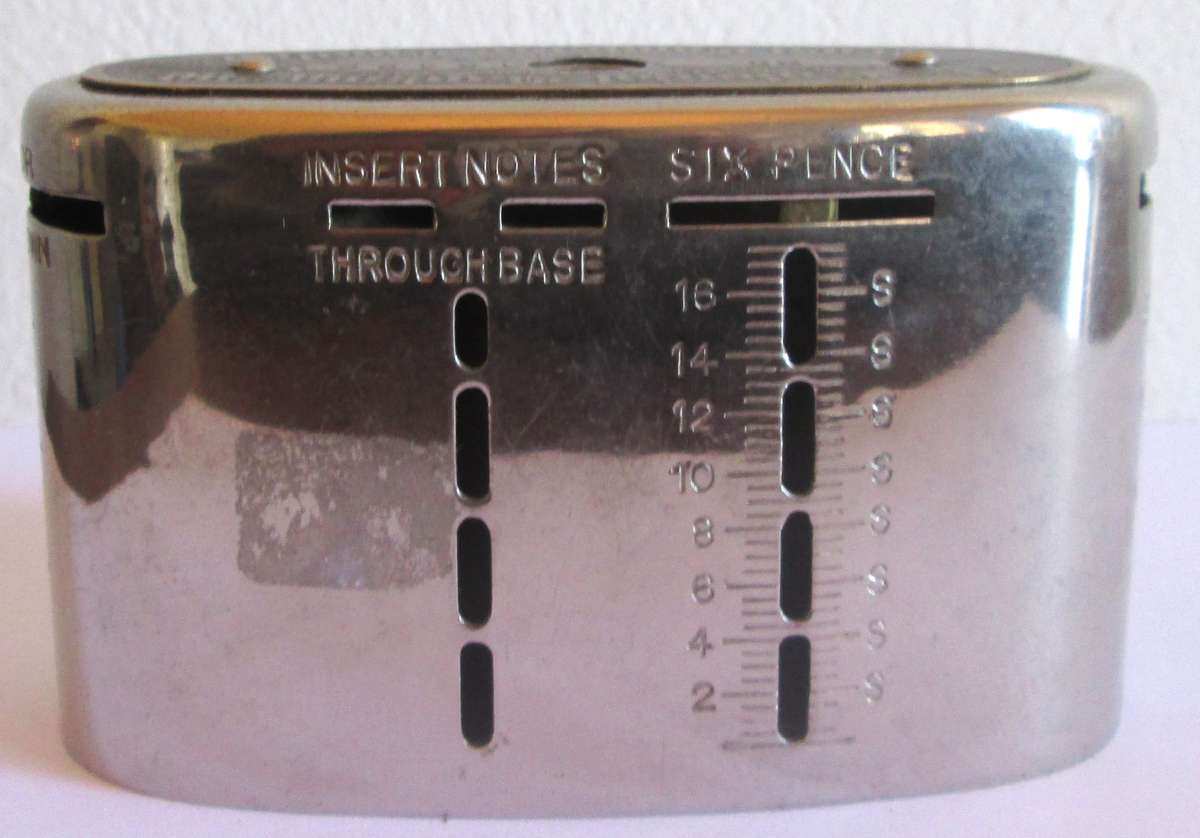 INSERT NOTES
THROUGH BASE
SIX PENCE
16 S
14 S
12 S
10 S
8 S
6 S
4 S
2 S